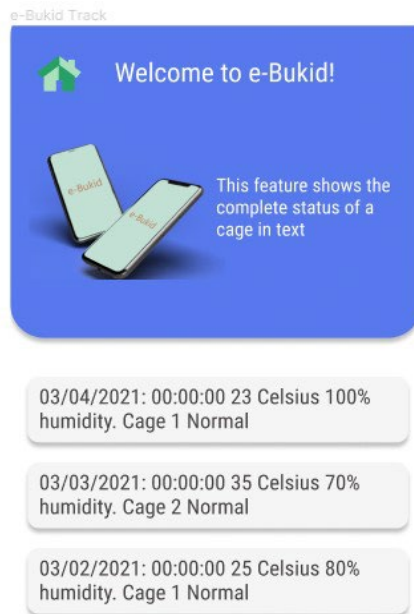 e-Bukid Track
Welcome to e-Bukid!
e-Bukid
e-Bukid
This feature shows the
complete status of a
cage in text
03/04/2021: 00:00:00 23 Celsius 100%
humidity. Cage 1 Normal
03/03/2021: 00:00:00 35 Celsius 70%
humidity. Cage 2 Normal
03/02/2021: 00:00:00 25 Celsius 80%
humidity. Cage 1 Normal